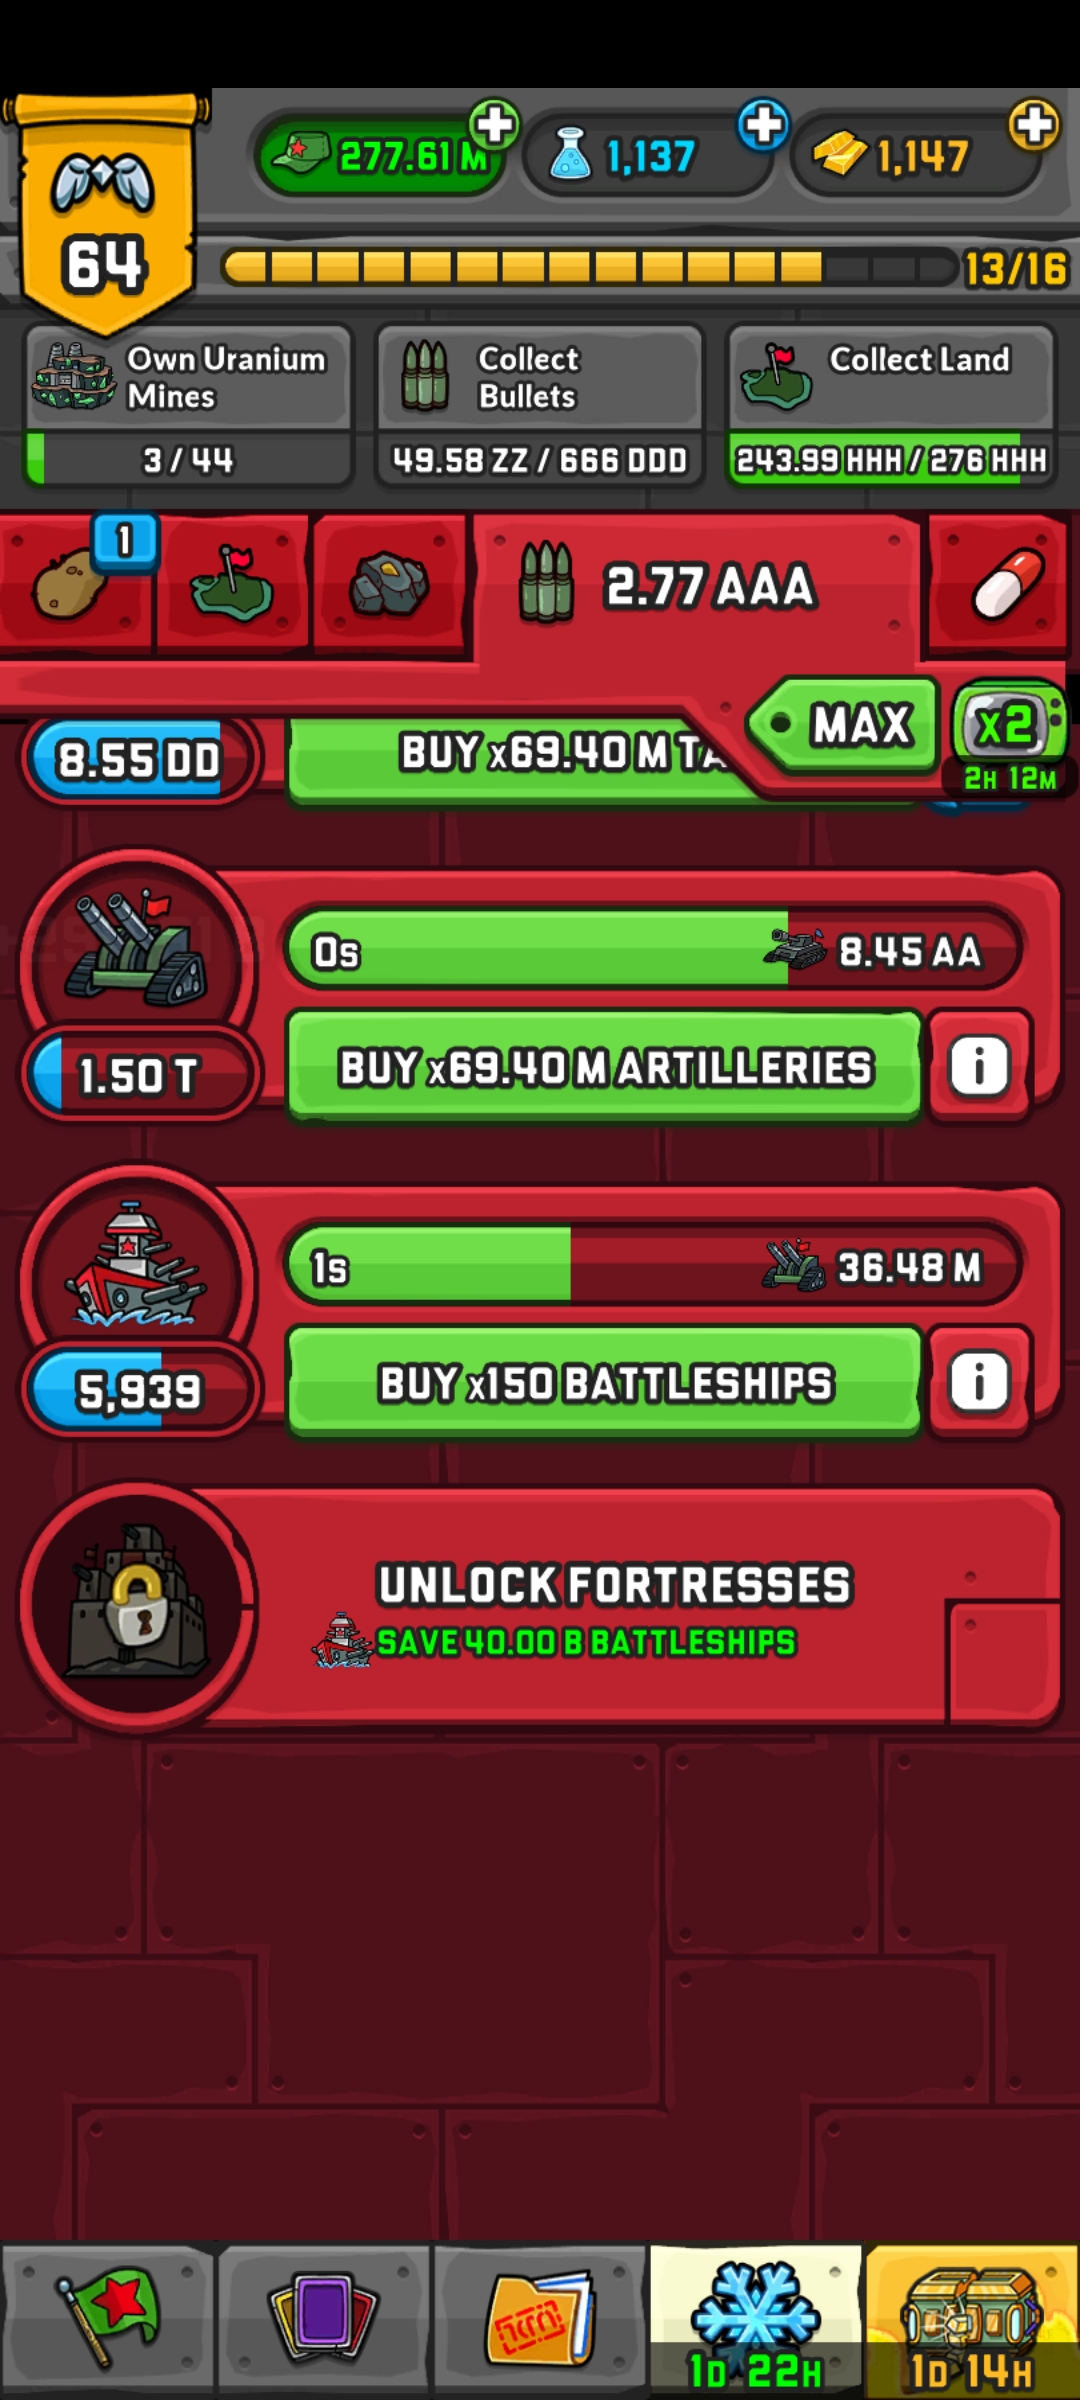 277.61 M
1,137
1,147
64
13/16
Own Uranium
Mines
3 / 44
Collect
Bullets
49.58 ZZ / 666 DDD
Collect Land
243.99 HHH / 276 HHH
1
2.77 AAA
MAX
x2
2H 12M
8.55 DD
BUY x69.40 M TA
0s
8.45 AA
1.50 T
BUY x69.40 M ARTILLERIES
i
1s
36.48 M
5,939
BUY x150 BATTLESHIPS
i
UNLOCK FORTRESSES
SAVE 40.00 B BATTLESHIPS
1D 22H
1D 14H